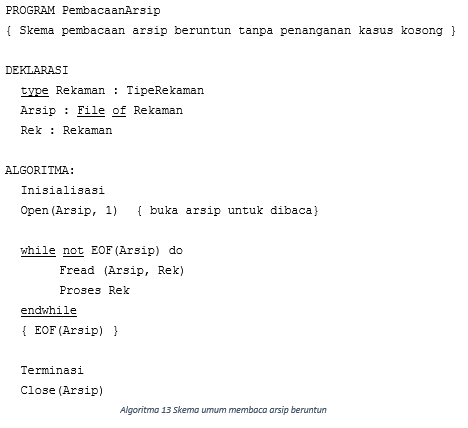 PROGRAM PembacaanArsip
{ Skema pembacaan arsip beruntun tanpa penanganan kasus kosong }
DEKLARASI
type Rekaman : TipeRekaman
Arsip : File of Rekaman
Rek : Rekaman
ALGORITMA:
Inisialisasi
Open(Arsip, 1) { buka arsip untuk dibaca}
while not EOF(Arsip) do
Fread (Arsip, Rek)
Proses Rek
endwhile
{ EOF(Arsip) }
Terminasi
Close(Arsip)
Algoritma 13 Skema umum membaca arsip beruntun